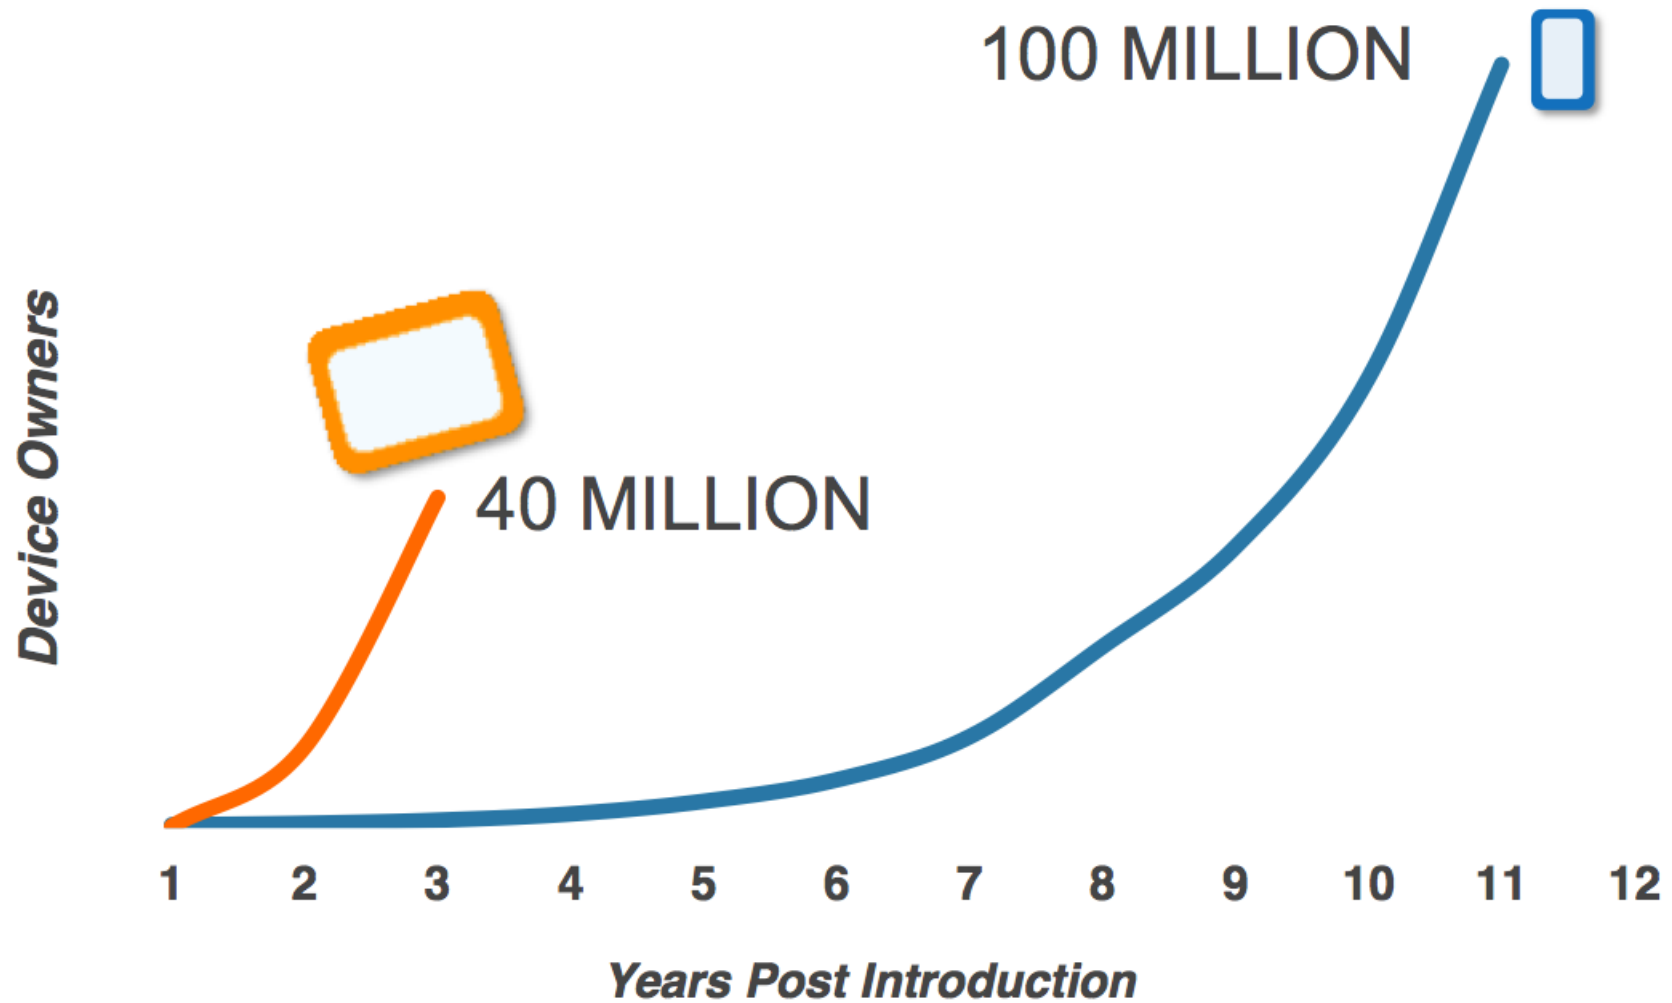 100 MILLION
40 MILLION
Device Owners
1 2 3 4 5 6 7 8 9 10 11 12
Years Post Introduction